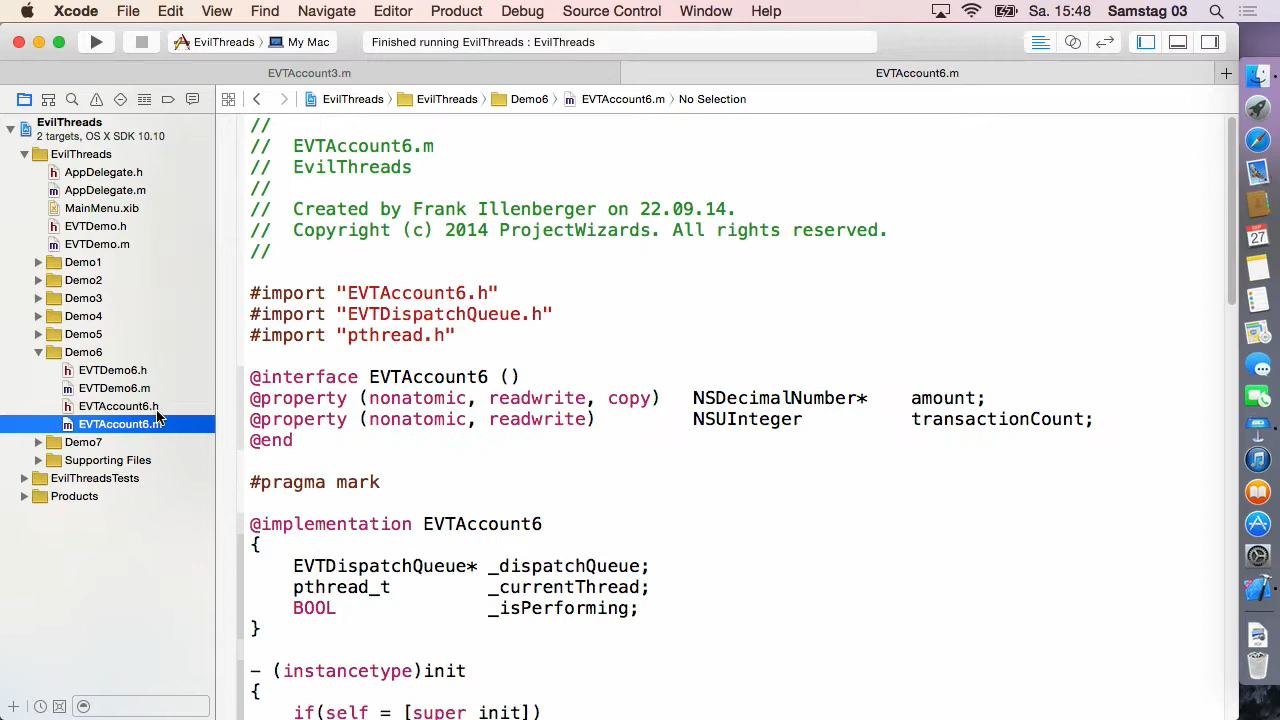 Xcode File Edit View Find Navigate Editor Product Debug Source Control Window Help Sa. 15:48 Samstag 03
EvilThreads My Mac Finished running EvilThreads : EvilThreads
EVTAccount3.m EVTAccount6.m
EvilThreads EvilThreads Demo6 EVTAccount6.m No Selection
EvilThreads
2 targets, OS X SDK 10.10
EvilThreads
AppDelegate.h
AppDelegate.m
MainMenu.xib
EVTDemo.h
EVTDemo.m
Demo1
Demo2
Demo3
Demo4
Demo5
Demo6
EVTDemo6.h
EVTDemo6.m
EVTAccount6.h
EVTAccount6.m
Demo7
Supporting Files
EvilThreadsTests
Products
//
// EVTAccount6.m
// EvilThreads
//
// Created by Frank Illenberger on 22.09.14.
// Copyright (c) 2014 ProjectWizards. All rights reserved.
//
#import "EVTAccount6.h"
#import "EVTDispatchQueue.h"
#import "pthread.h"
@interface EVTAccount6 ()
@property (nonatomic, readwrite, copy) NSDecimalNumber* amount;
@property (nonatomic, readwrite) NSUInteger transactionCount;
@end
#pragma mark
@implementation EVTAccount6
{
EVTDispatchQueue* _dispatchQueue;
pthread_t _currentThread;
BOOL _isPerforming;
}
- (instancetype)init
{
if(self = [super init])
SEP
27